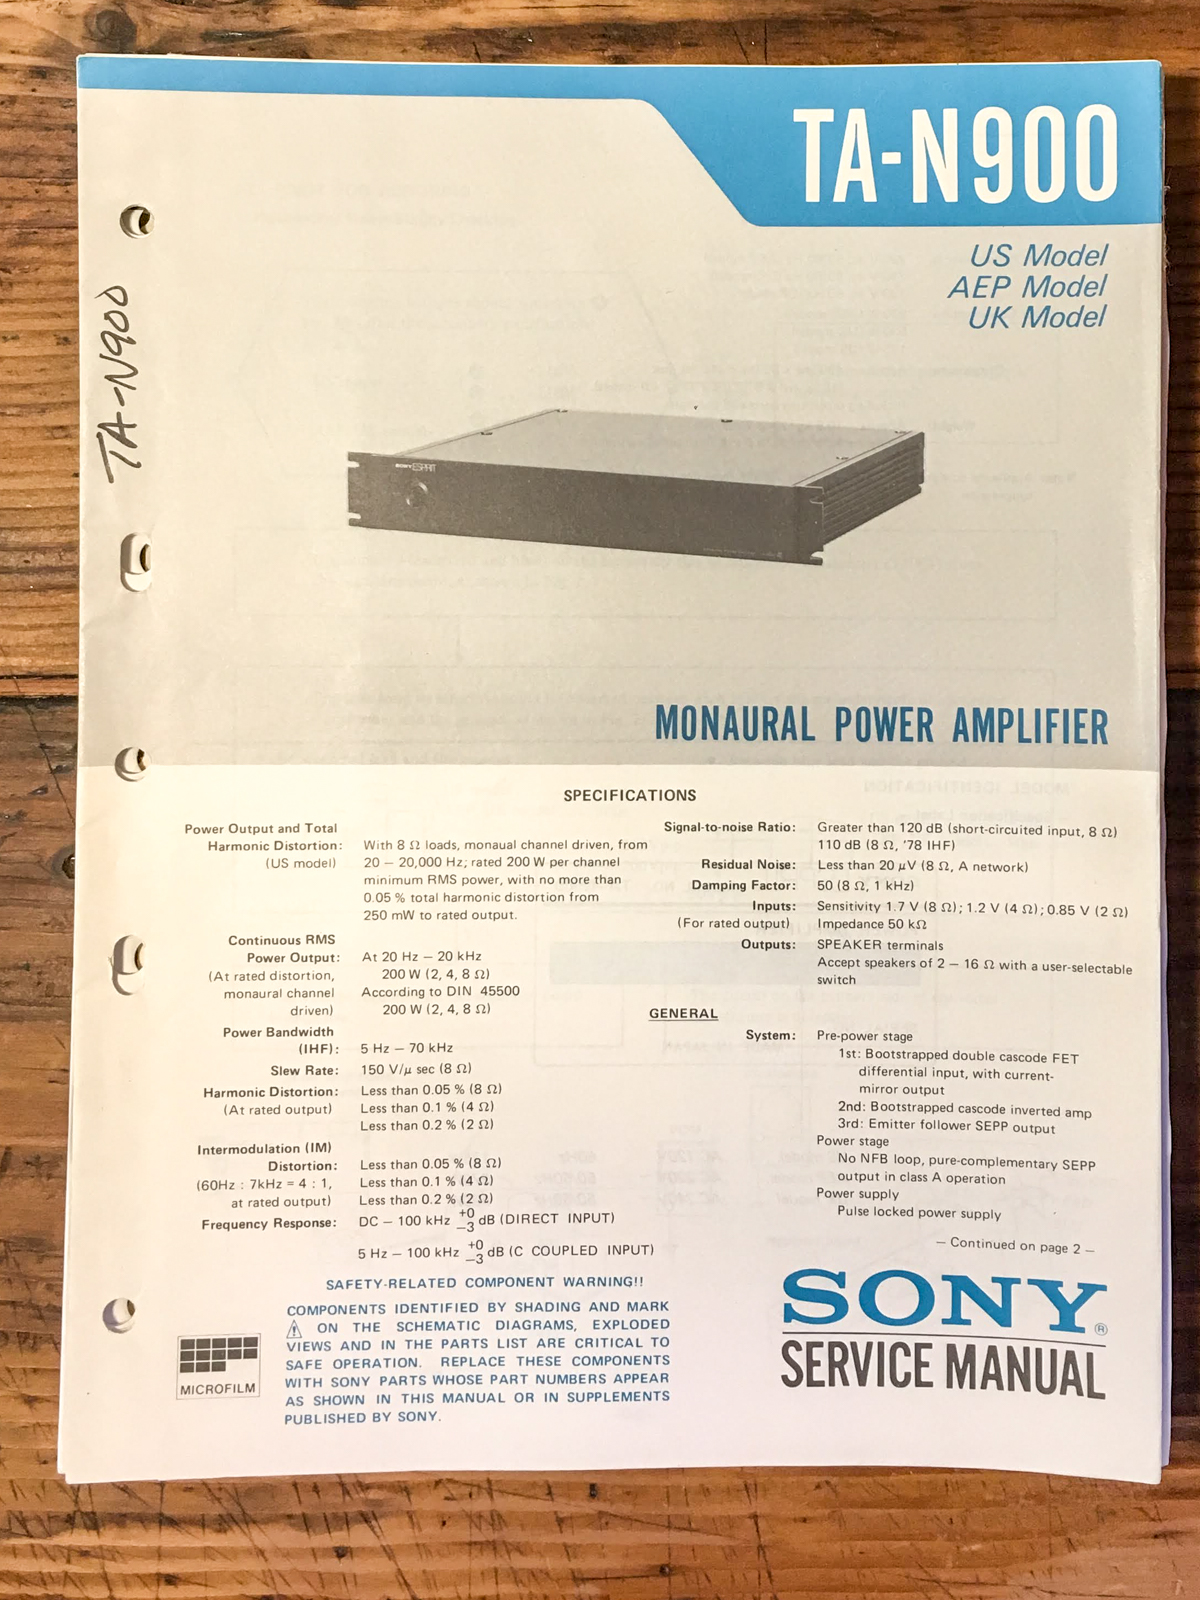 TA-N900
US Model
AEP Model
UK Model
TA-N900
SONY ESPRIT
MONAURAL POWER AMPLIFIER
SPECIFICATIONS
Power Output and Total
Harmonic Distortion:
(US model)
With 8 Ω loads, monaual channel driven, from
20 – 20,000 Hz; rated 200 W per channel
minimum RMS power, with no more than
0.05 % total harmonic distortion from
250 mW to rated output.
Continuous RMS
Power Output:
(At rated distortion,
monaural channel
driven)
At 20 Hz – 20 kHz
200 W (2, 4, 8 Ω)
According to DIN 45500
200 W (2, 4, 8 Ω)
Power Bandwidth
(IHF): 5 Hz – 70 kHz
Slew Rate: 150 V/μ sec (8 Ω)
Harmonic Distortion:
(At rated output)
Less than 0.05 % (8 Ω)
Less than 0.1 % (4 Ω)
Less than 0.2 % (2 Ω)
Intermodulation (IM)
Distortion:
(60Hz : 7kHz = 4 : 1,
at rated output)
Less than 0.05 % (8 Ω)
Less than 0.1 % (4 Ω)
Less than 0.2 % (2 Ω)
Frequency Response: DC – 100 kHz +0 –3 dB (DIRECT INPUT)
5 Hz – 100 kHz +0 –3 dB (C COUPLED INPUT)
Signal-to-noise Ratio: Greater than 120 dB (short-circuited input, 8 Ω)
110 dB (8 Ω, '78 IHF)
Residual Noise: Less than 20 μV (8 Ω, A network)
Damping Factor: 50 (8 Ω, 1 kHz)
Inputs: Sensitivity 1.7 V (8 Ω); 1.2 V (4 Ω); 0.85 V (2 Ω)
(For rated output) Impedance 50 kΩ
Outputs: SPEAKER terminals
Accept speakers of 2 – 16 Ω with a user-selectable
switch
GENERAL
System: Pre-power stage
1st: Bootstrapped double cascode FET
differential input, with current-
mirror output
2nd: Bootstrapped cascode inverted amp
3rd: Emitter follower SEPP output
Power stage
No NFB loop, pure-complementary SEPP
output in class A operation
Power supply
Pulse locked power supply
– Continued on page 2 –
SAFETY-RELATED COMPONENT WARNING!!
COMPONENTS IDENTIFIED BY SHADING AND MARK
⚠ ON THE SCHEMATIC DIAGRAMS, EXPLODED
VIEWS AND IN THE PARTS LIST ARE CRITICAL TO
SAFE OPERATION. REPLACE THESE COMPONENTS
WITH SONY PARTS WHOSE PART NUMBERS APPEAR
AS SHOWN IN THIS MANUAL OR IN SUPPLEMENTS
PUBLISHED BY SONY.
MICROFILM
SONY®
SERVICE MANUAL